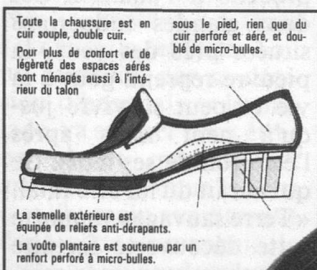 Toute la chaussure est en
cuir souple, double cuir.
Pour plus de confort et de
légèreté des espaces aérés
sont ménagés aussi à l'inté-
rieur du talon
sous le pied, rien que du
cuir perforé et aéré, et dou-
blé de micro-bulles.
La semelle extérieure est
équipée de reliefs anti-dérapants.
La voûte plantaire est soutenue par un
renfort perforé à micro-bulles.